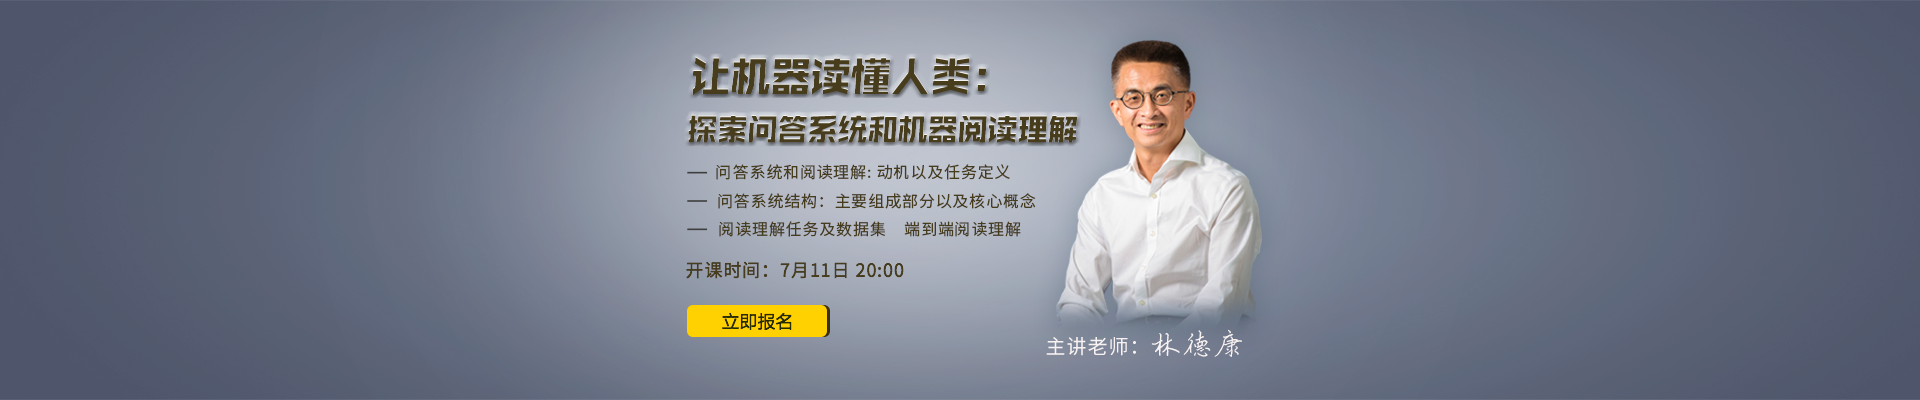 让机器读懂人类：
探索问答系统和机器阅读理解
— 问答系统和阅读理解: 动机以及任务定义
— 问答系统结构：主要组成部分以及核心概念
— 阅读理解任务及数据集 端到端阅读理解
开课时间：7月11日 20:00
立即报名
主讲老师：林德康